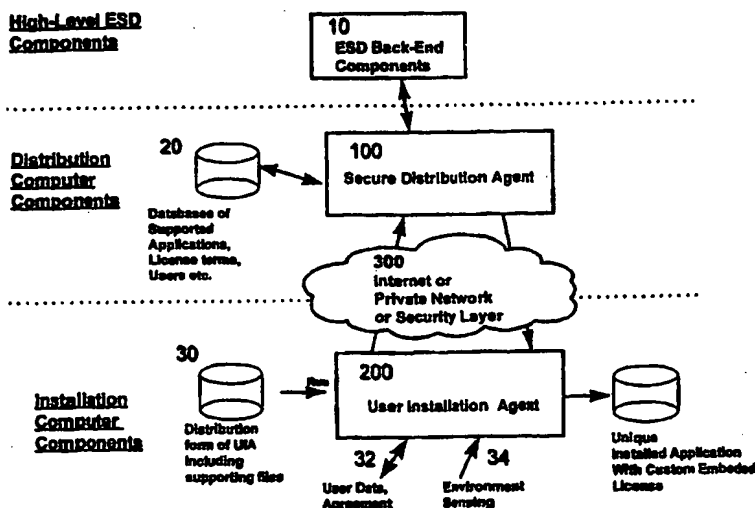 High-Level ESD
Components
10
ESD Back-End
Components
Distribution
Computer
Components
20
Databases of
Supported
Applications,
License terms,
Users etc.
100
Secure Distribution Agent
300
Internet or
Private Network
or Security Layer
Installation
Computer
Components
30
Distribution
form of UIA
including
supporting files
200
User Installation Agent
32
User Data,
Agreement
34
Environment
Sensing
Unique
Installed Application
With Custom Embeded
License